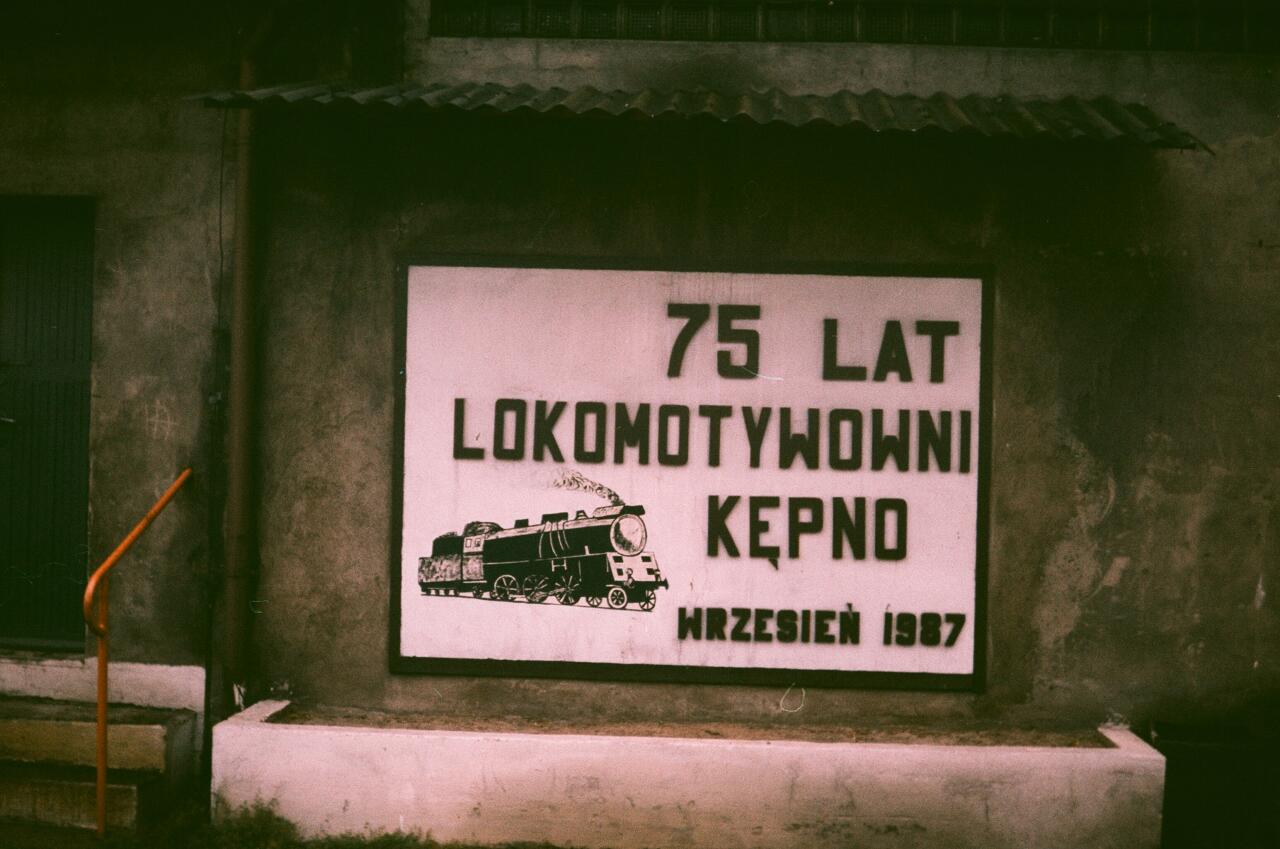 75 LAT
LOKOMOTYWOWNI
KĘPNO
WRZESIEŃ 1987